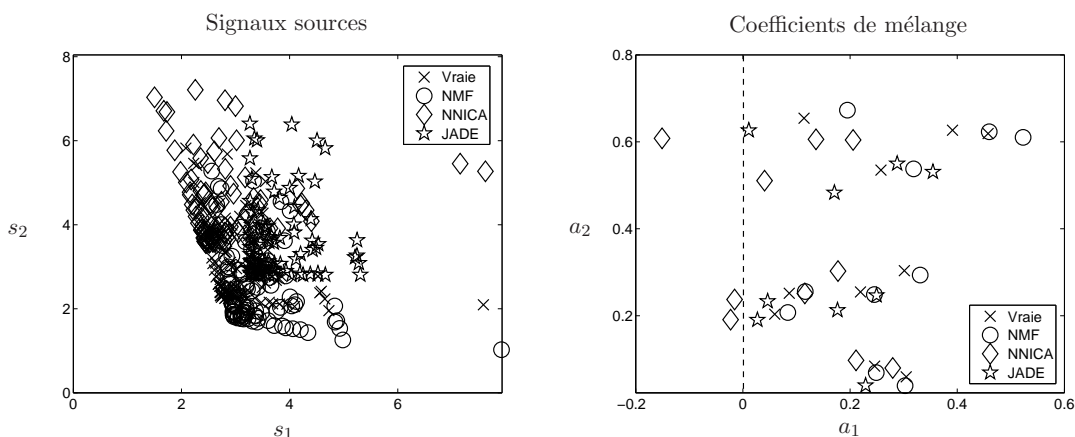 Signaux sources
8
6
4
2
0
0
2
4
6
s2
s1
Vraie
NMF
NNICA
JADE
Coefficients de mélange
0.8
0.6
0.4
0.2
−0.2
0
0.2
0.4
0.6
a2
a1
Vraie
NMF
NNICA
JADE